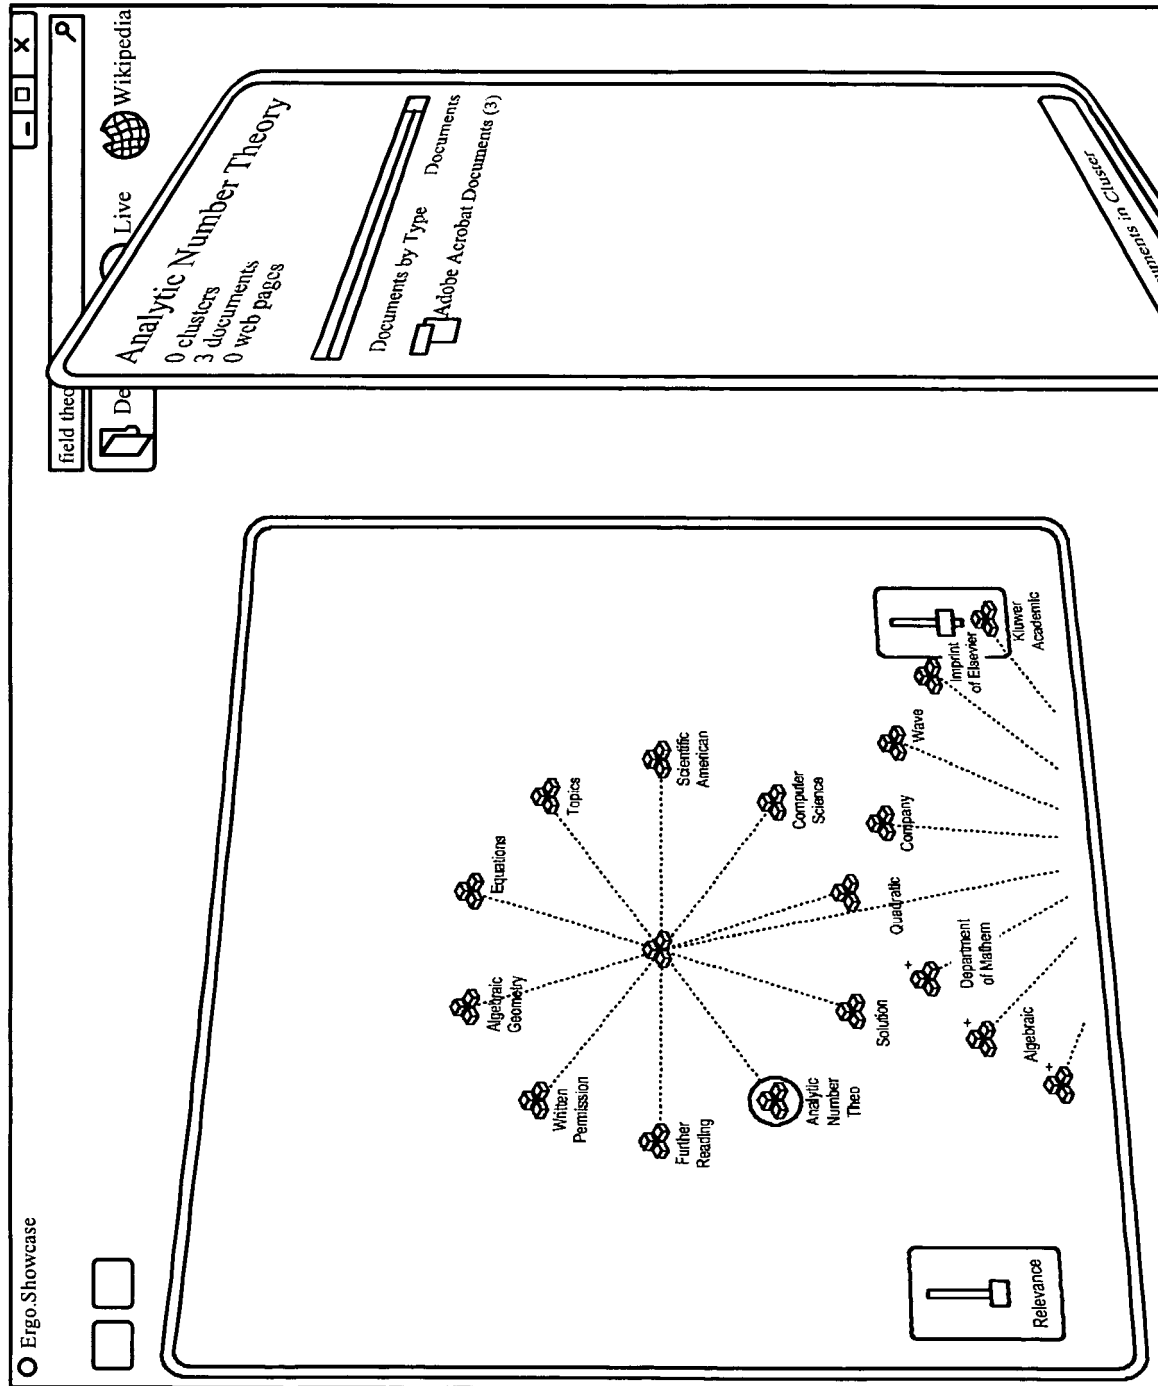 Ergo.Showcase
field theo
De
Live
Wikipedia
Analytic Number Theory
0 clusters
3 documents
0 web pages
Documents by Type
Documents
Adobe Acrobat Documents (3)
uments in Cluster
Equations
Topics
Scientific
American
Computer
Science
Quadratic
Solution
Analytic
Number
Theo
Further
Reading
Written
Permission
Algebraic
Geometry
Algebraic
Department
of Mathem
Company
Wave
Imprint
of Elsevier
Kluwer
Academic
Relevance